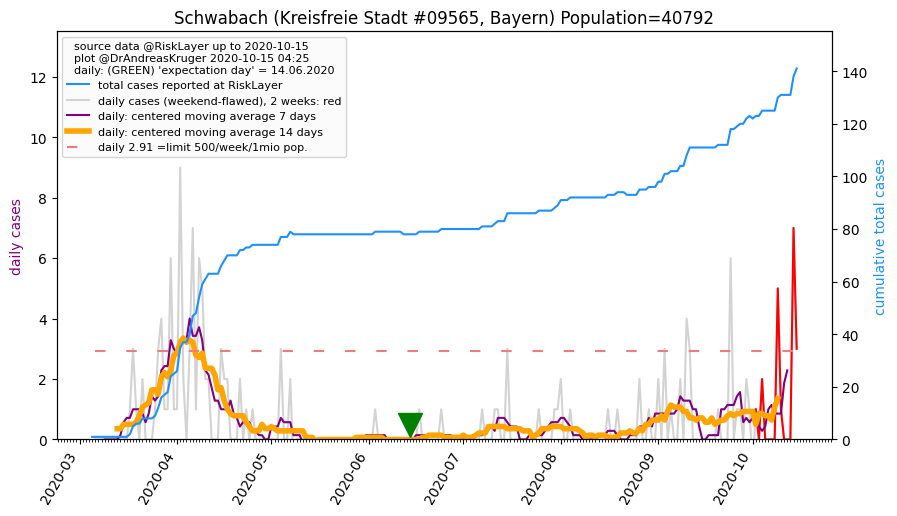 Schwabach (Kreisfreie Stadt #09565, Bayern) Population=40792
source data @RiskLayer up to 2020-10-15
plot @DrAndreasKruger 2020-10-15 04:25
daily: (GREEN) 'expectation day' = 14.06.2020
total cases reported at RiskLayer
daily cases (weekend-flawed), 2 weeks: red
daily: centered moving average 7 days
daily: centered moving average 14 days
daily 2.91 =limit 500/week/1mio pop.
daily cases
12
10
8
6
4
2
0
140
120
100
80
60
40
20
0
cumulative total cases
2020-03
2020-04
2020-05
2020-06
2020-07
2020-08
2020-09
2020-10